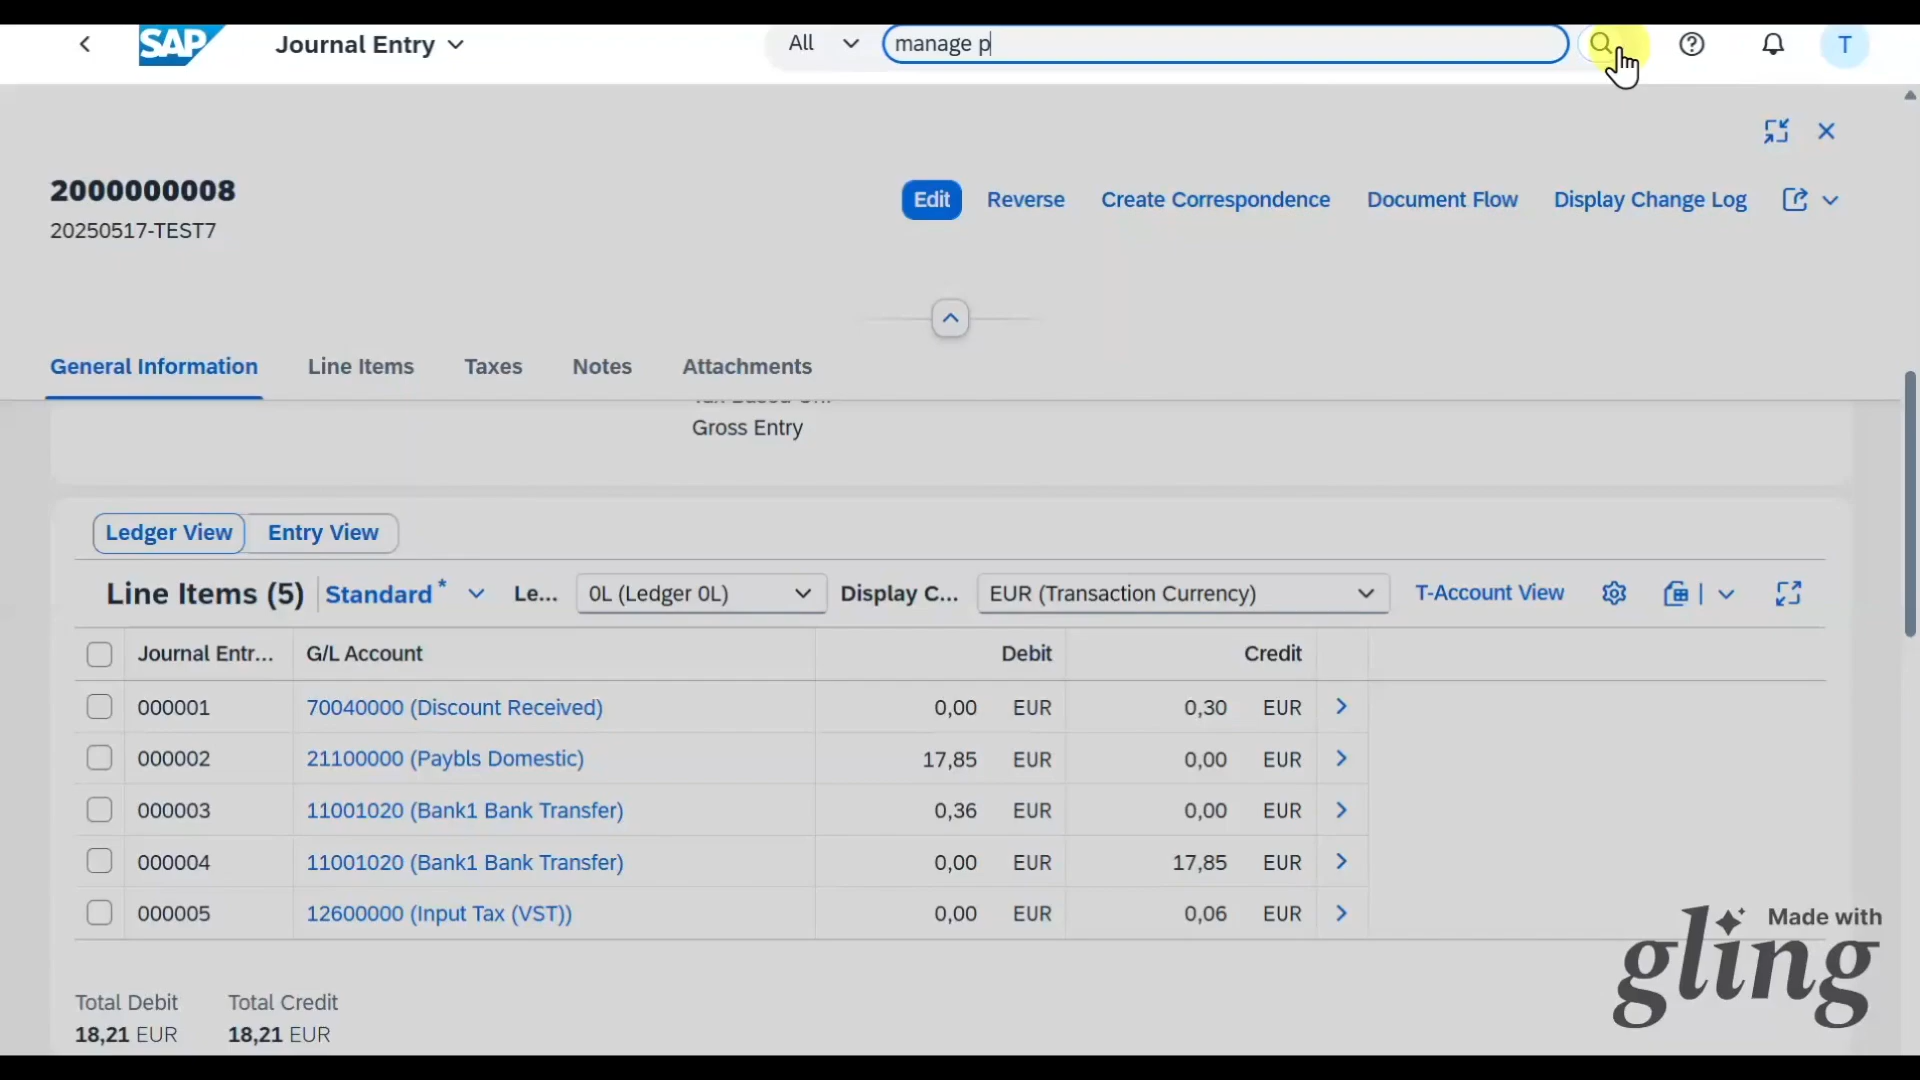 SAP Journal Entry All manage p T
2000000008
20250517-TEST7
Edit Reverse Create Correspondence Document Flow Display Change Log
General Information Line Items Taxes Notes Attachments
Gross Entry
Ledger View Entry View
Line Items (5) Standard * Le... 0L (Ledger 0L) Display C... EUR (Transaction Currency) T-Account View
Journal Entr... G/L Account Debit Credit
000001 70040000 (Discount Received) 0,00 EUR 0,30 EUR
000002 21100000 (Paybls Domestic) 17,85 EUR 0,00 EUR
000003 11001020 (Bank1 Bank Transfer) 0,36 EUR 0,00 EUR
000004 11001020 (Bank1 Bank Transfer) 0,00 EUR 17,85 EUR
000005 12600000 (Input Tax (VST)) 0,00 EUR 0,06 EUR
Made with
gling
Total Debit Total Credit
18,21 EUR 18,21 EUR